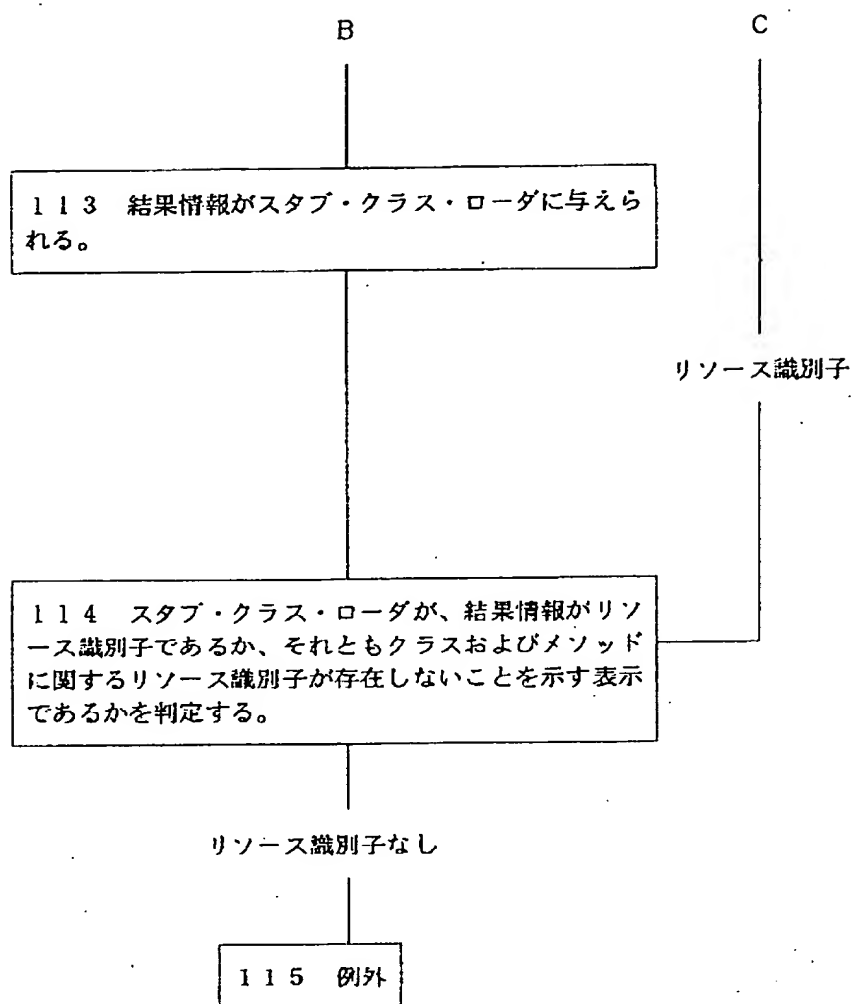 B
C
１１３　結果情報がスタブ・クラス・ローダに与えら
れる。
リソース識別子
１１４　スタブ・クラス・ローダが、結果情報がリソ
ース識別子であるか、それともクラスおよびメソッド
に関するリソース識別子が存在しないことを示す表示
であるかを判定する。
リソース識別子なし
１１５　例外